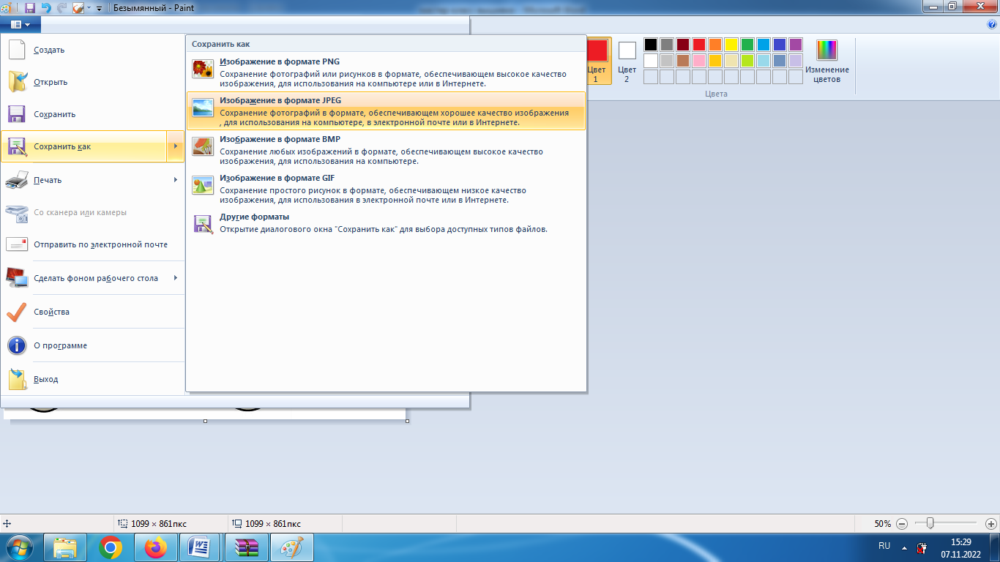 Безымянный - Paint
Создать
Открыть
Сохранить
Сохранить как
Печать
Со сканера или камеры
Отправить по электронной почте
Сделать фоном рабочего стола
Свойства
О программе
Выход
Сохранить как
Изображение в формате PNG
Сохранение фотографий или рисунков в формате, обеспечивающем высокое качество
изображения, для использования на компьютере или в Интернете.
Изображение в формате JPEG
Сохранение фотографий в формате, обеспечивающем хорошее качество изображения
, для использования на компьютере, в электронной почте или в Интернете.
Изображение в формате BMP
Сохранение любых изображений в формате, обеспечивающем высокое качество
изображения, для использования на компьютере.
Изображение в формате GIF
Сохранение простого рисунок в формате, обеспечивающем низкое качество
изображения, для использования в электронной почте или в Интернете.
Другие форматы
Открытие диалогового окна "Сохранить как" для выбора доступных типов файлов.
Цвет
1
Цвет
2
Изменение
цветов
Цвета
1099 × 861пкс
1099 × 861пкс
50%
RU
15:29
07.11.2022